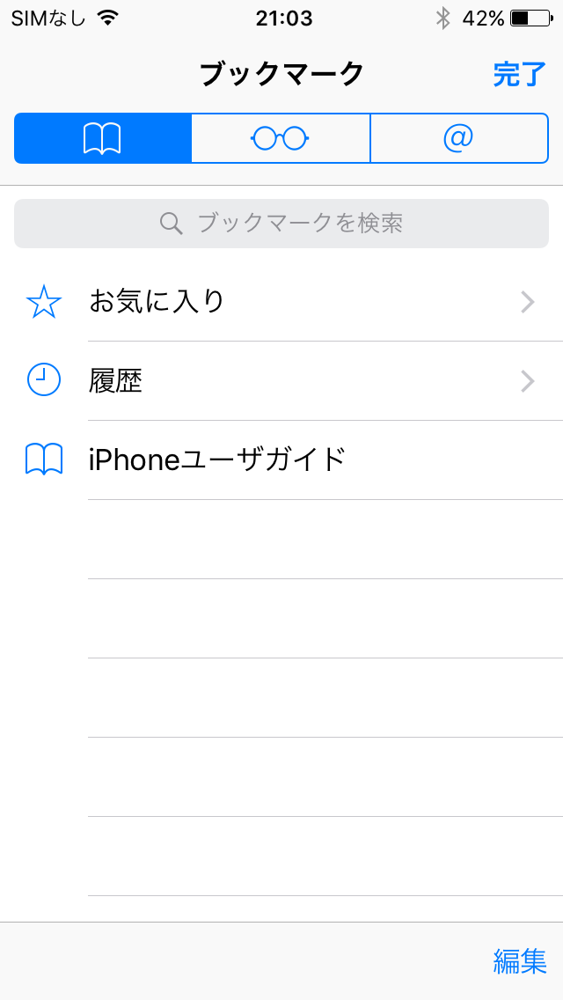 SIMなし 21:03 42%
ブックマーク 完了
@
ブックマークを検索
お気に入り
履歴
iPhoneユーザガイド
編集